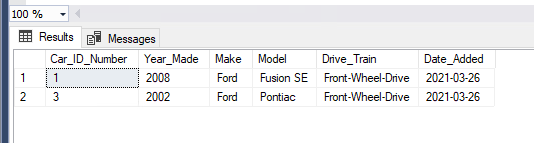 100 %
Results Messages
Car_ID_Number Year_Made Make Model Drive_Train Date_Added
1 1 2008 Ford Fusion SE Front-Wheel-Drive 2021-03-26
2 3 2002 Ford Pontiac Front-Wheel-Drive 2021-03-26